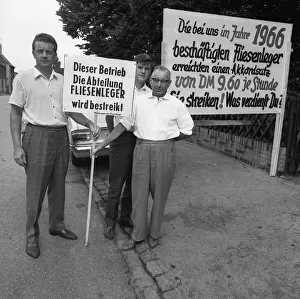 Dieser Betrieb
Die Abteilung
FLIESENLEGER
wird bestreikt
Die bei uns im Jahre 1966
beschäftigten Fliesenleger
erreichten einen Akkordsatz
von DM 9.60 je Stunde
Sie streiken! Was verdienst Du?